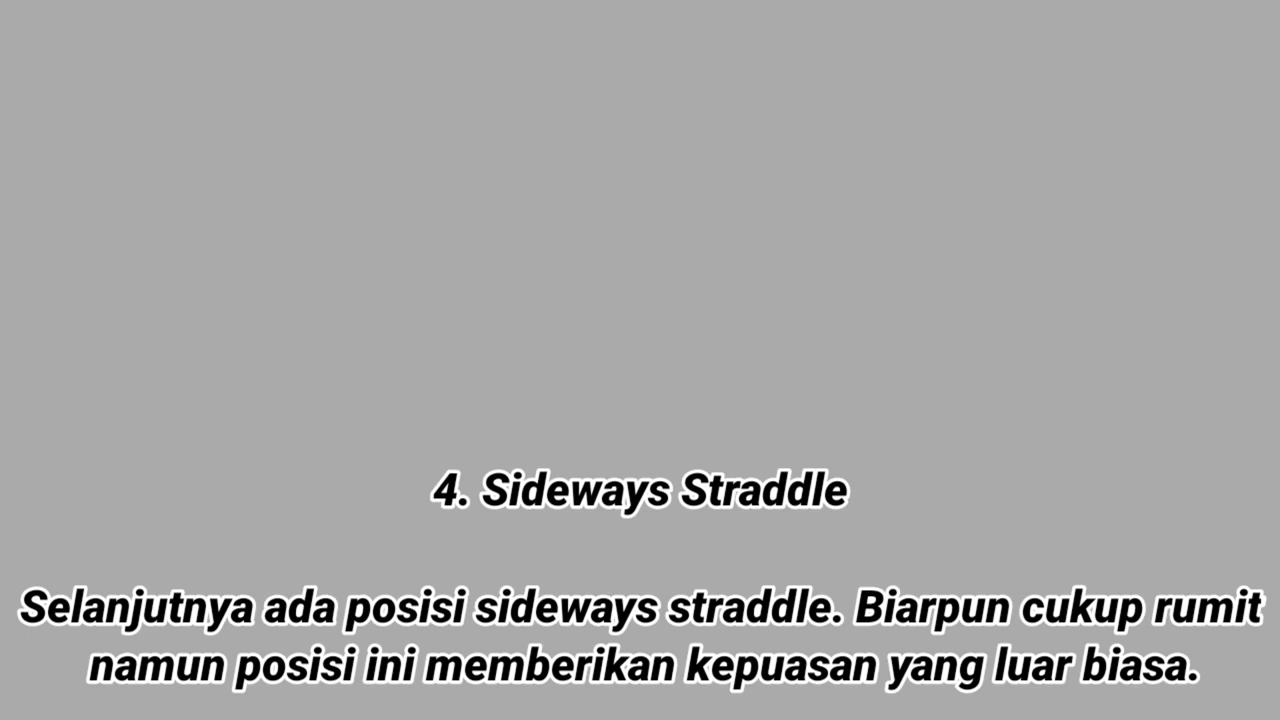 4. Sideways Straddle
Selanjutnya ada posisi sideways straddle. Biarpun cukup rumit
namun posisi ini memberikan kepuasan yang luar biasa.